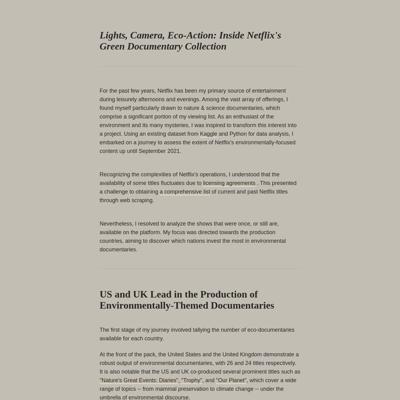 Lights, Camera, Eco-Action: Inside Netflix's
Green Documentary Collection
For the past few years, Netflix has been my primary source of entertainment
during leisurely afternoons and evenings. Among the vast array of offerings, I
found myself particularly drawn to nature & science documentaries, which
comprise a significant portion of my viewing list. As an enthusiast of the
environment and its many mysteries, I was inspired to transform this interest into
a project. Using an existing dataset from Kaggle and Python for data analysis, I
embarked on a journey to assess the extent of Netflix's environmentally-focused
content up until September 2021.
Recognizing the complexities of Netflix's operations, I understood that the
availability of some titles fluctuates due to licensing agreements . This presented
a challenge to obtaining a comprehensive list of current and past Netflix titles
through web scraping.
Nevertheless, I resolved to analyze the shows that were once, or still are,
available on the platform. My focus was directed towards the production
countries, aiming to discover which nations invest the most in environmental
documentaries.
US and UK Lead in the Production of
Environmentally-Themed Documentaries
The first stage of my journey involved tallying the number of eco-documentaries
available for each country.
At the front of the pack, the United States and the United Kingdom demonstrate a
robust output of environmental documentaries, with 26 and 24 titles respectively.
It is also notable that the US and UK co-produced several prominent titles such as
"Nature's Great Events: Diaries", "Trophy", and "Our Planet", which cover a wide
range of topics -- from mammal preservation to climate change -- under the
umbrella of environmental discourse.